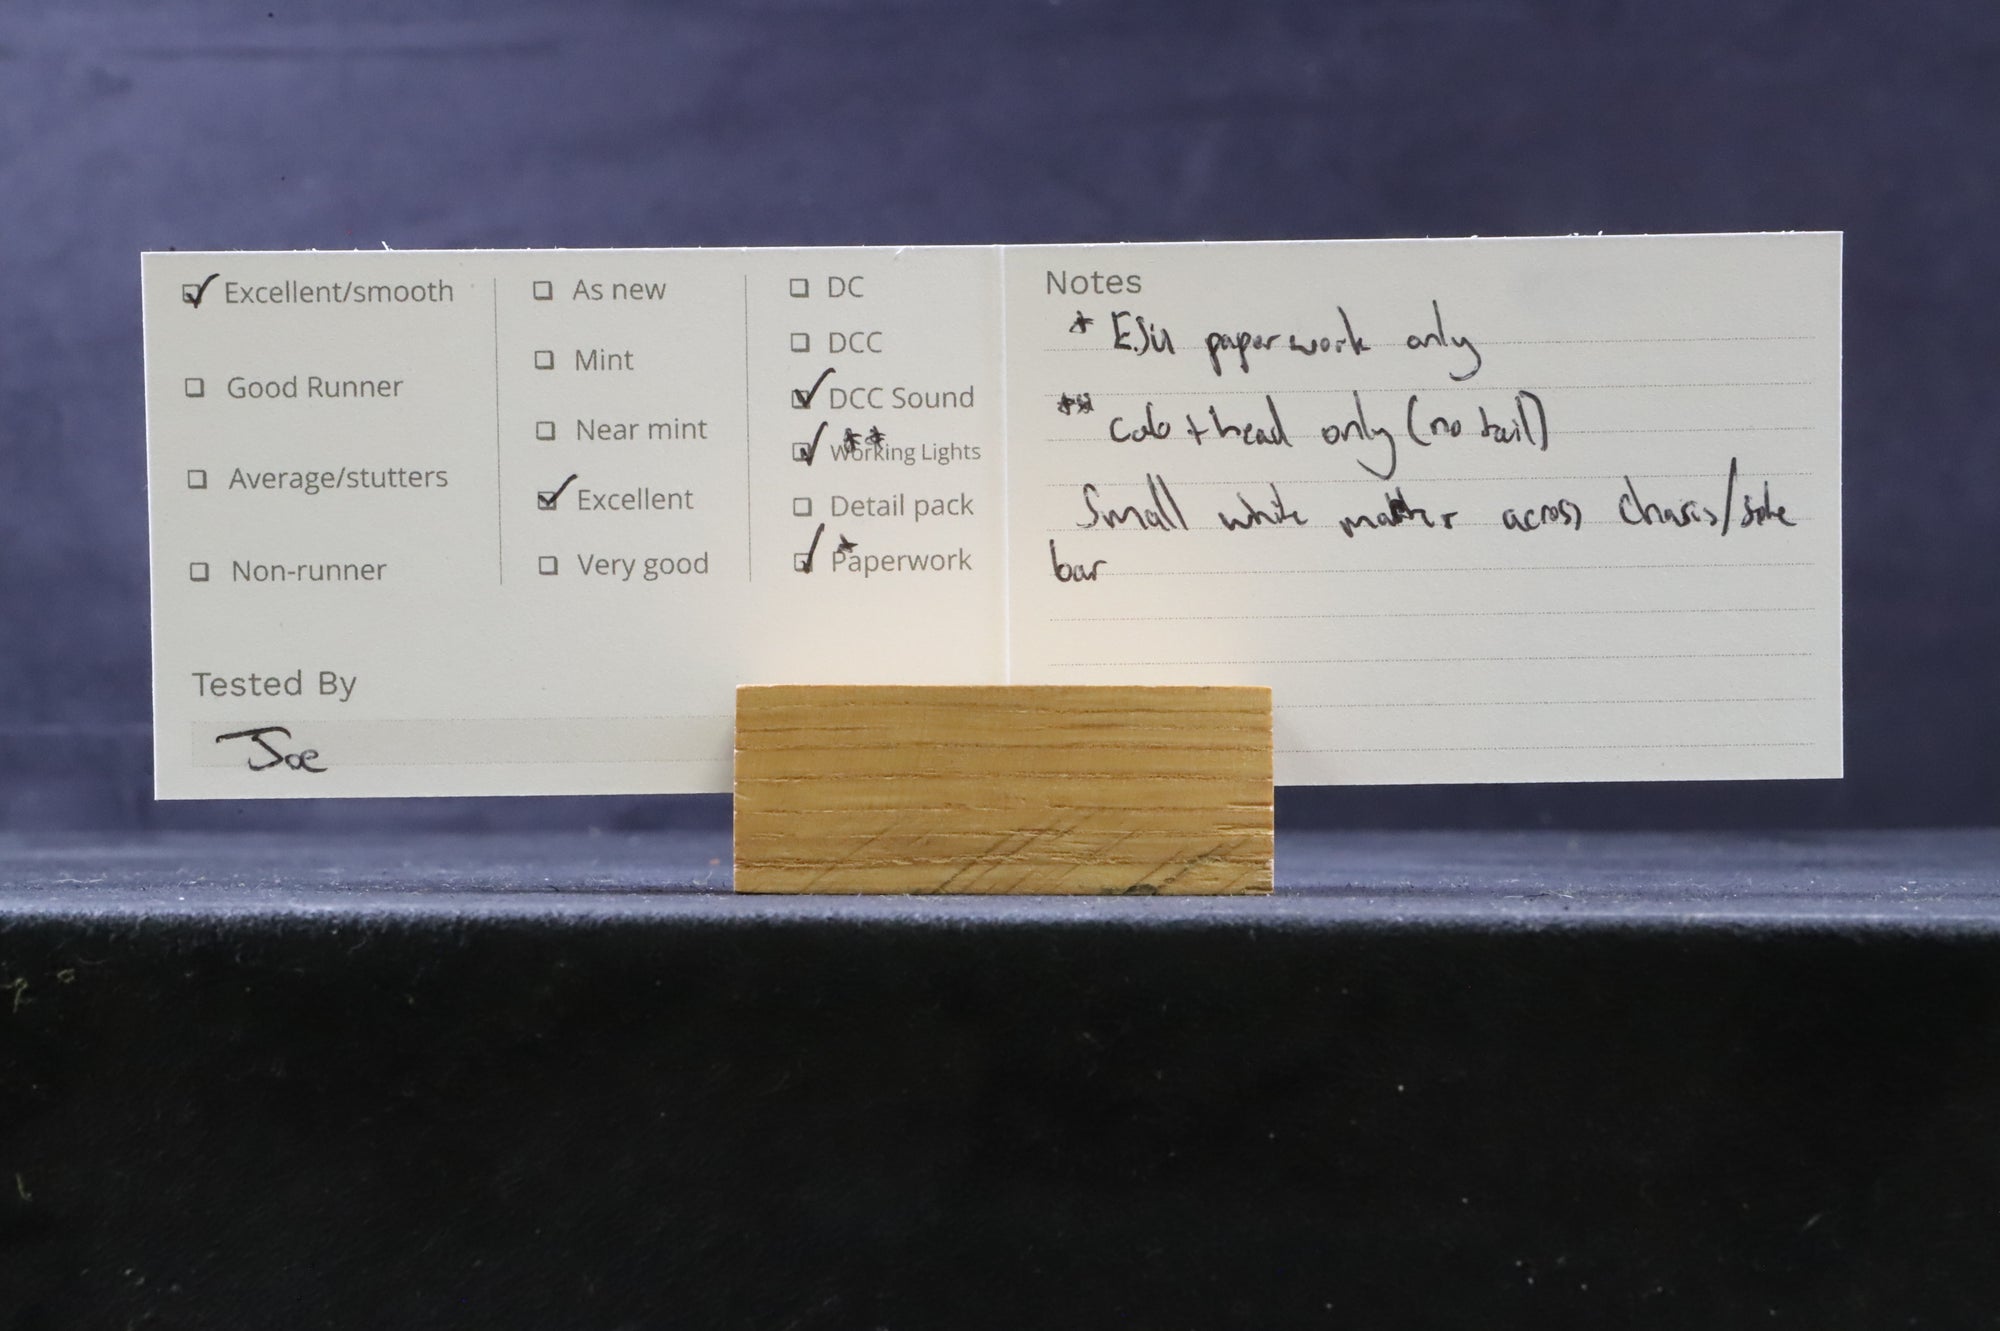 ☑ Excellent/smooth
☐ Good Runner
☐ Average/stutters
☐ Non-runner
☐ As new
☐ Mint
☐ Near mint
☑ Excellent
☐ Very good
☐ DC
☐ DCC
☑ DCC Sound
☑ Working Lights **
☐ Detail pack
☑ Paperwork *
Tested By
Joe
Notes
* ESU paperwork only
** Cab + head only (no tail)
Small white matter across chasis/side
bar